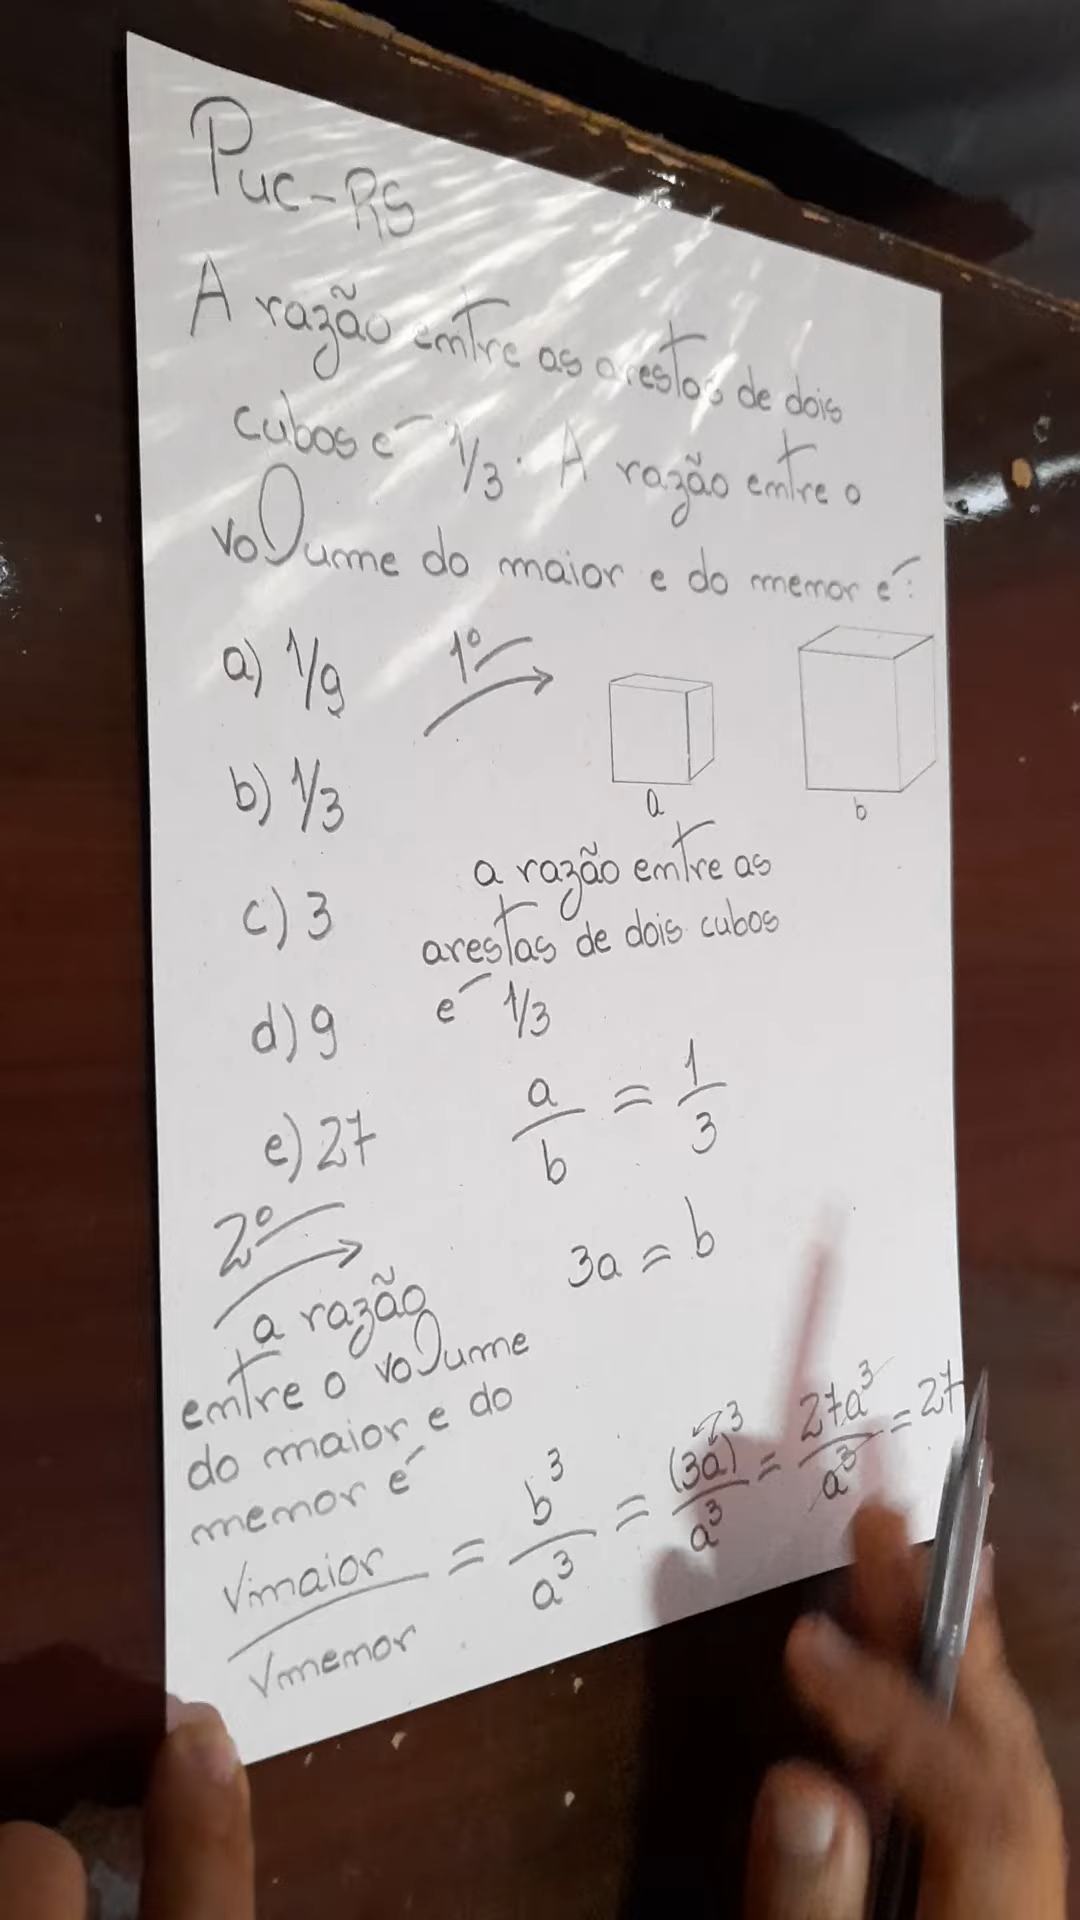 Puc-RS
A razão entre as arestas de dois
cubos é 1/3. A razão entre o
volume do maior e do menor é:
a) 1/9
1º
b) 1/3
a
b
c) 3
a razão entre as
arestas de dois cubos
é 1/3
d) 9
a/b = 1/3
e) 27
3a = b
2º
a razão
entre o volume
do maior e do
menor é
Vmaior/Vmenor = b³/a³ = (3a)³/a³ = 27a³/a³ = 27